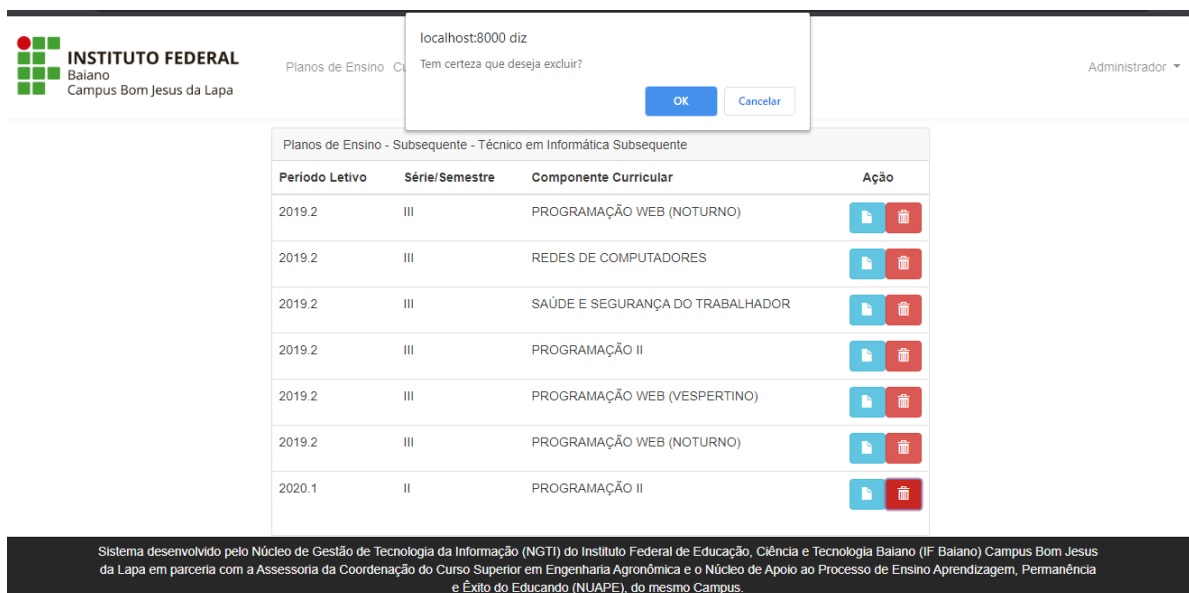 localhost:8000 diz
Tem certeza que deseja excluir?
OK Cancelar
INSTITUTO FEDERAL
Baiano
Campus Bom Jesus da Lapa
Planos de Ensino
Administrador
Planos de Ensino - Subsequente - Técnico em Informática Subsequente
Período Letivo Série/Semestre Componente Curricular Ação
2019.2 III PROGRAMAÇÃO WEB (NOTURNO)
2019.2 III REDES DE COMPUTADORES
2019.2 III SAÚDE E SEGURANÇA DO TRABALHADOR
2019.2 III PROGRAMAÇÃO II
2019.2 III PROGRAMAÇÃO WEB (VESPERTINO)
2019.2 III PROGRAMAÇÃO WEB (NOTURNO)
2020.1 II PROGRAMAÇÃO II
Sistema desenvolvido pelo Núcleo de Gestão de Tecnologia da Informação (NGTI) do Instituto Federal de Educação, Ciência e Tecnologia Baiano (IF Baiano) Campus Bom Jesus
da Lapa em parceria com a Assessoria da Coordenação do Curso Superior em Engenharia Agronômica e o Núcleo de Apoio ao Processo de Ensino Aprendizagem, Permanência
e Êxito do Educando (NUAPE), do mesmo Campus.